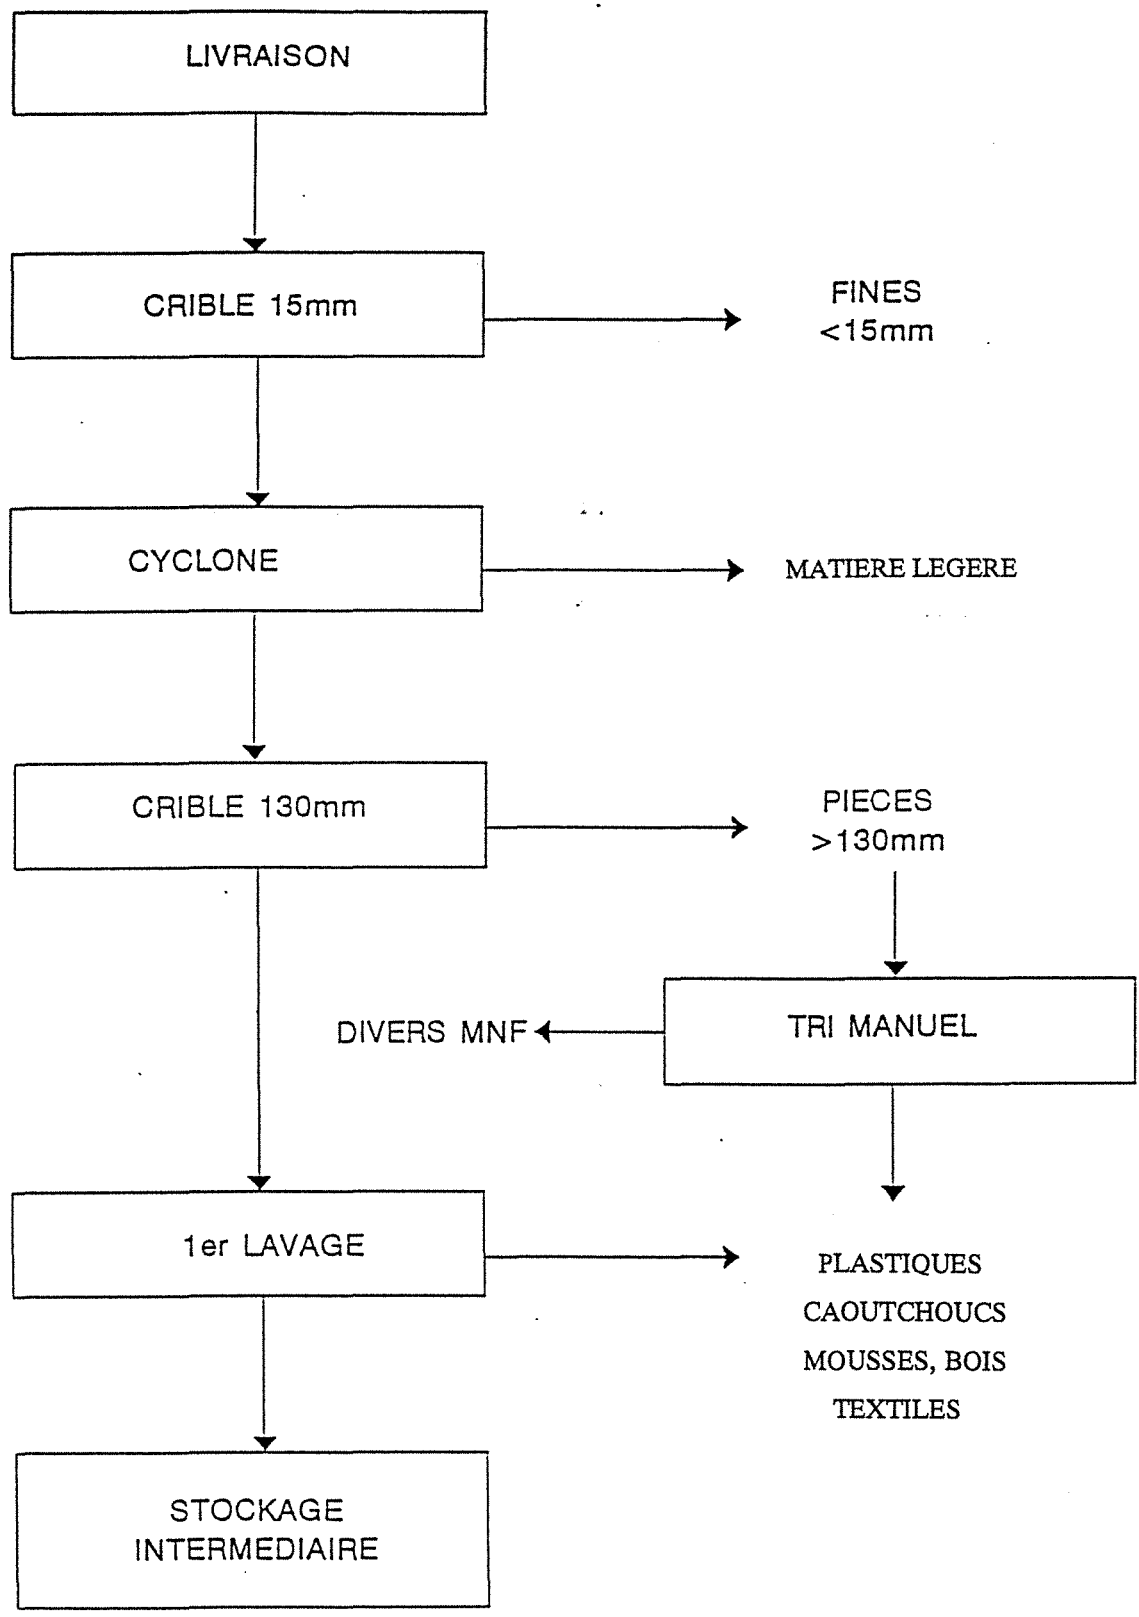 LIVRAISON
CRIBLE 15mm
FINES
<15mm
CYCLONE
MATIERE LEGERE
CRIBLE 130mm
PIECES
>130mm
TRI MANUEL
DIVERS MNF
1er LAVAGE
PLASTIQUES
CAOUTCHOUCS
MOUSSES, BOIS
TEXTILES
STOCKAGE
INTERMEDIAIRE